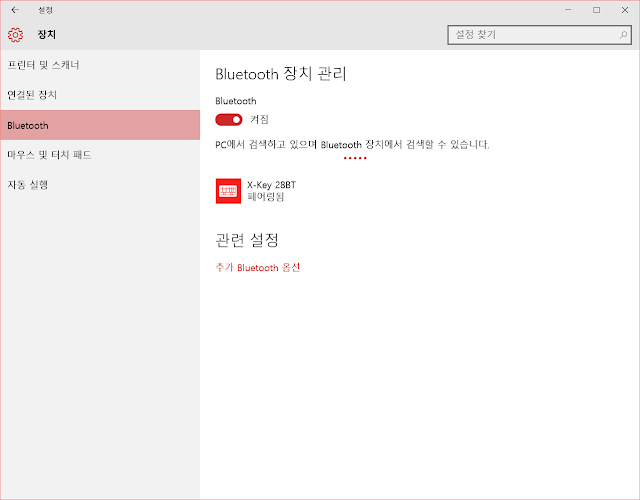 설정
장치
설정 찾기
프린터 및 스캐너
연결된 장치
Bluetooth
마우스 및 터치 패드
자동 실행
Bluetooth 장치 관리
Bluetooth
켜짐
PC에서 검색하고 있으며 Bluetooth 장치에서 검색할 수 있습니다.
X-Key 28BT
페어링됨
관련 설정
추가 Bluetooth 옵션